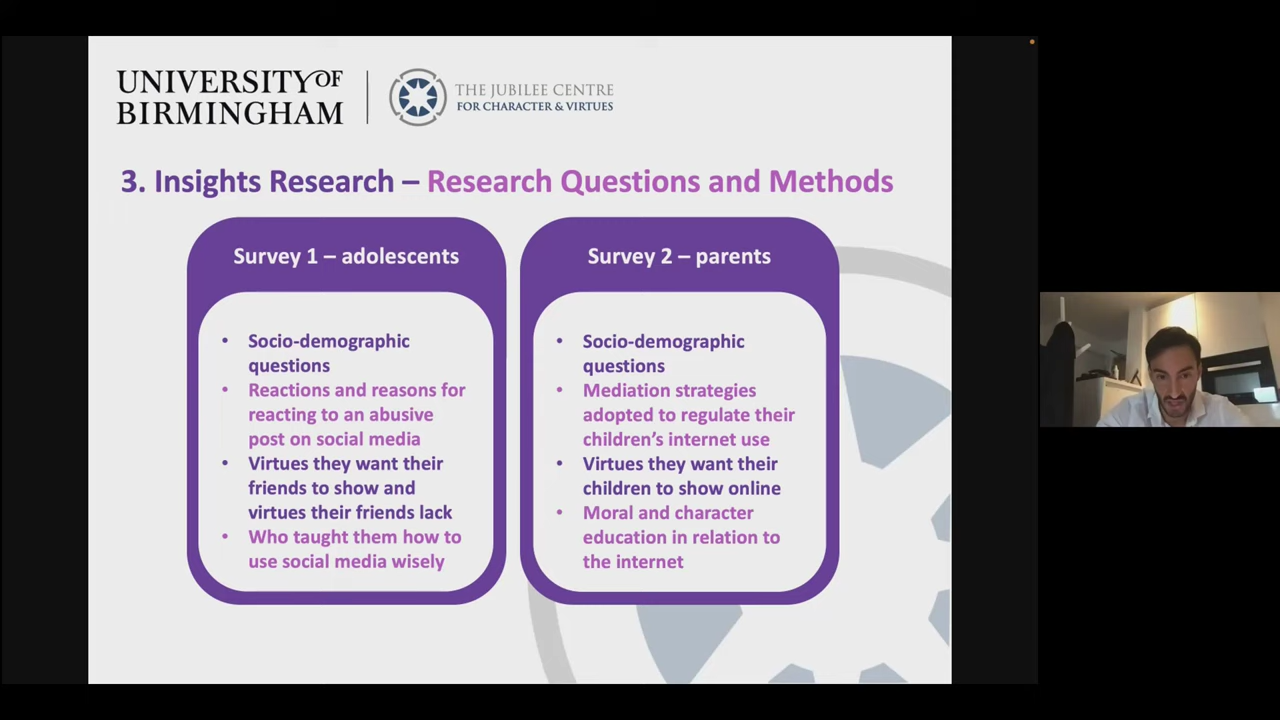 UNIVERSITY OF
BIRMINGHAM
THE JUBILEE CENTRE
FOR CHARACTER & VIRTUES
3. Insights Research – Research Questions and Methods
Survey 1 – adolescents
• Socio-demographic
questions
• Reactions and reasons for
reacting to an abusive
post on social media
• Virtues they want their
friends to show and
virtues their friends lack
• Who taught them how to
use social media wisely
Survey 2 – parents
• Socio-demographic
questions
• Mediation strategies
adopted to regulate their
children’s internet use
• Virtues they want their
children to show online
• Moral and character
education in relation to
the internet